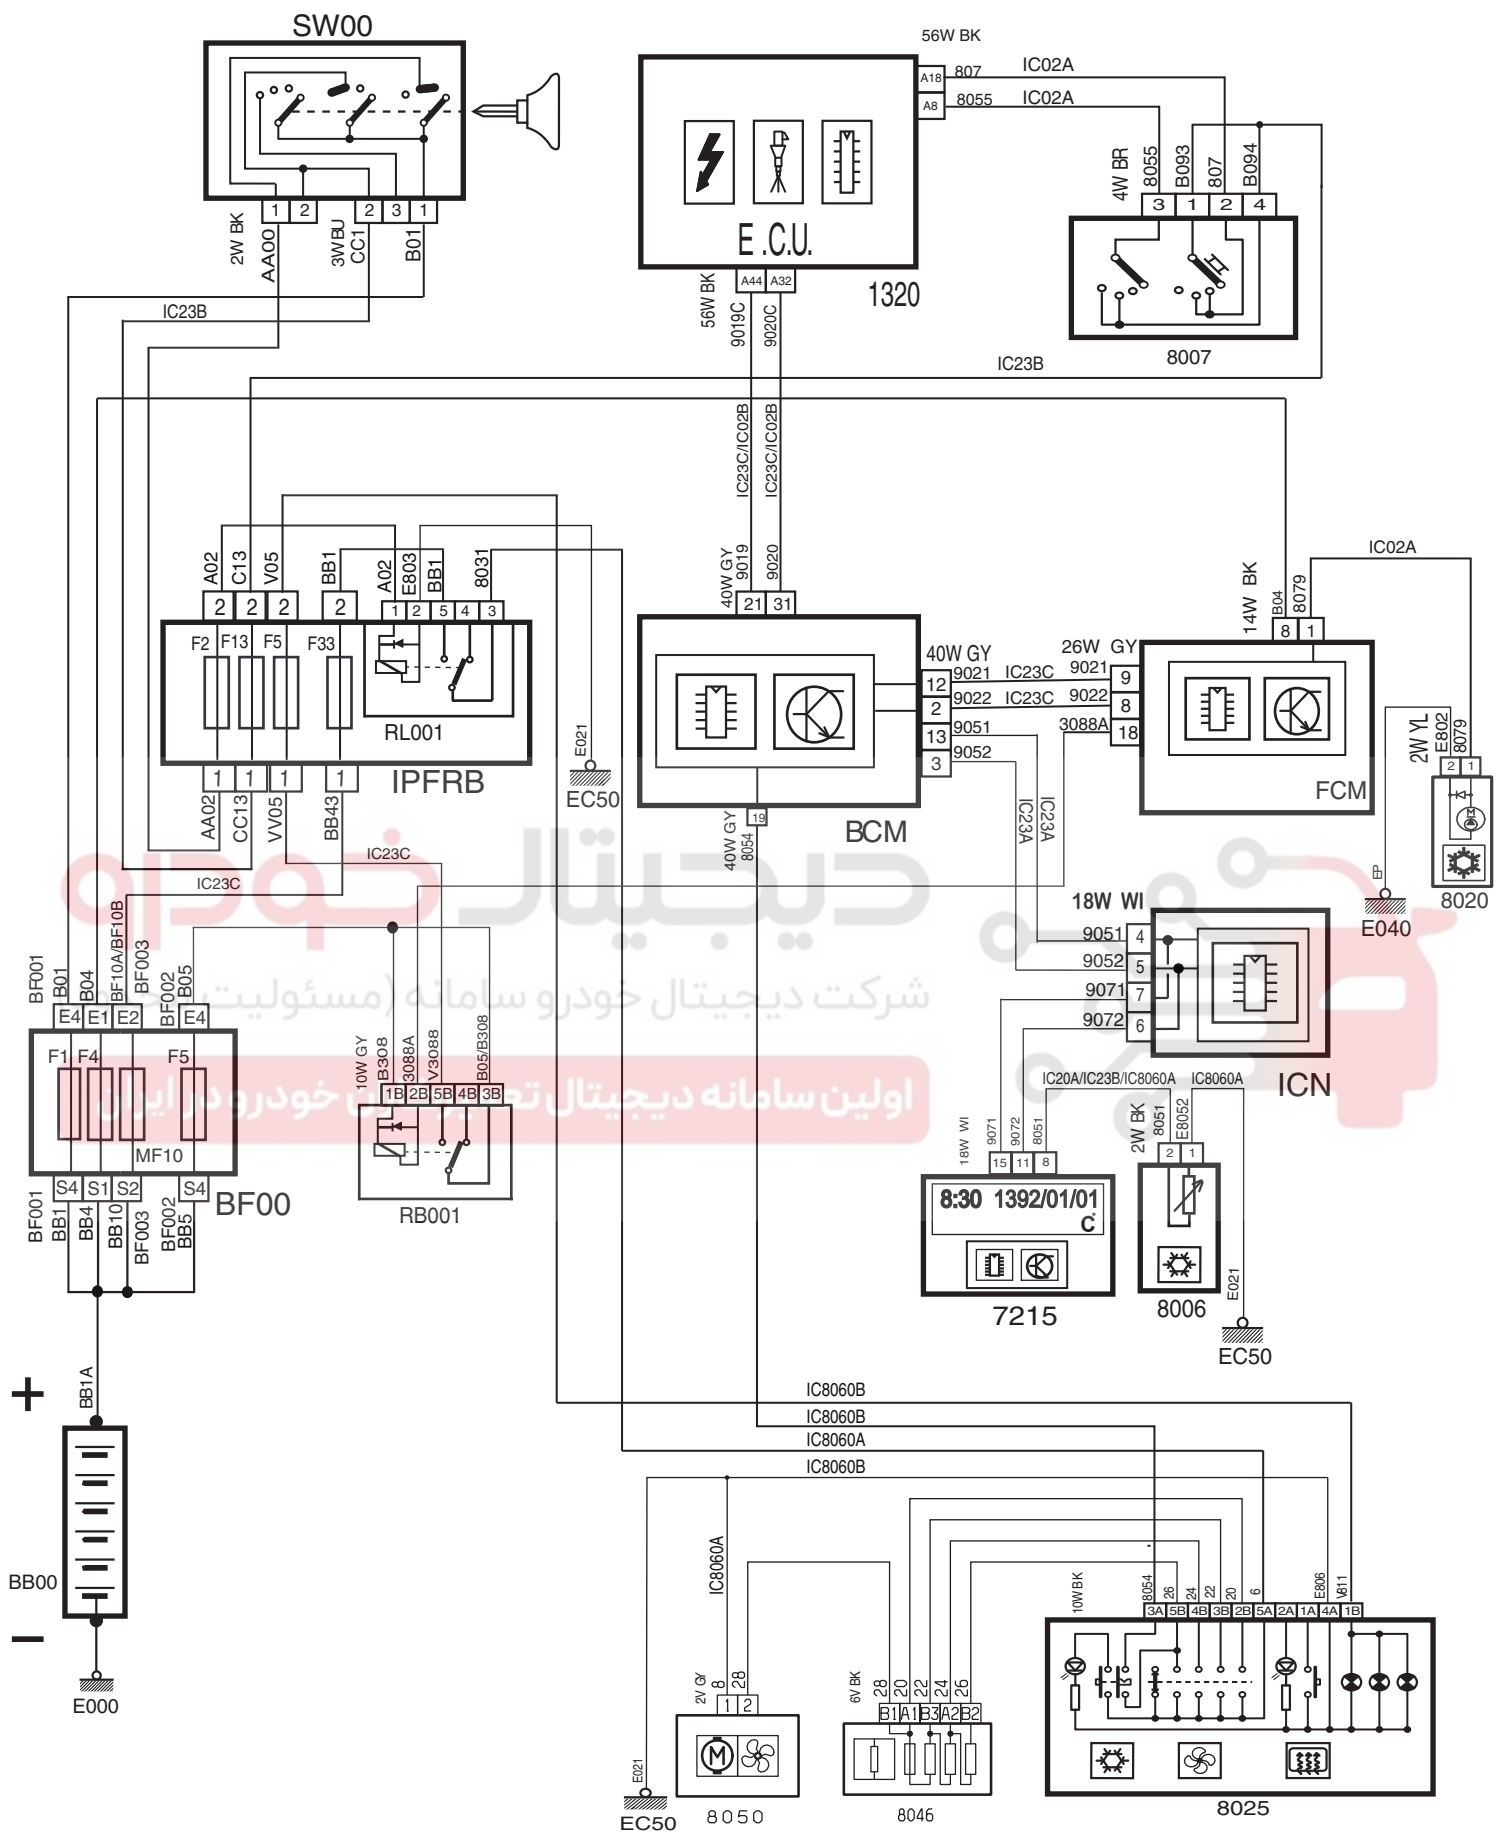 SW00
1 2 2 3 1
2W BK
AA00
3WBU
CC1
B01
IC23B
56W BK
A18 807 IC02A
A8 8055 IC02A
E .C.U.
A44 A32
1320
56W BK
9019C
9020C
IC23C/IC02B
IC23C/IC02B
4W BR
8055
B093
807
B094
3 1 2 4
8007
IC23B
A02
C13
V05
BB1
A02
E803
BB1
8031
2 2 2 2
1 2 5 4 3
F2 F13 F5 F33
RL001
1 1 1 1
IPFRB
AA02
CC13
VV05
BB43
E021
EC50
IC23C
IC23C
40W GY
9019
9020
21 31
40W GY
12 9021 IC23C
2 9022 IC23C
13 9051
3 9052
19
BCM
40W GY
8054
IC23A
IC23A
14W BK
B04
8079
8 1
26W GY
9021 9
9022 8
3088A 18
FCM
IC02A
2W YL
E802
8079
2 1
8020
EP
E040
دیجیتال خودرو
شرکت دیجیتال خودرو سامانه (مسئولیت
اولین سامانه دیجیتال
خودرو در ایران
BF001
B01
B04
BF10A/BF10B
BF003
BF002
B05
E4 E1 E2 E4
F1 F4 F5
MF10
S4 S1 S2 S4
BF00
BF001
BB1
BB4
BB10
BF003
BF002
BB5
10W GY
B308
3088A
V3088
B05/B308
1B 2B 5B 4B 3B
RB001
18W WI
9051 4
9052 5
9071 7
9072 6
ICN
IC20A/IC23B/IC8060A IC8060A
18W WI
9071
9072
8051
15 11 8
8:30 1392/01/01
C°
7215
2W BK
8051
E8052
2 1
8006
E021
EC50
+
BB1A
BB00
−
E000
IC8060B
IC8060B
IC8060A
IC8060B
IC8060A
2V GY
8
28
1 2
M
8050
E021
EC50
6V BK
28
20
22
24
26
B1 A1 B3 A2 B2
8046
10W BK
8054
26
24
22
20
6
E806
V811
3A 5B 4B 3B 2B 5A 2A 1A 4A 1B
8025